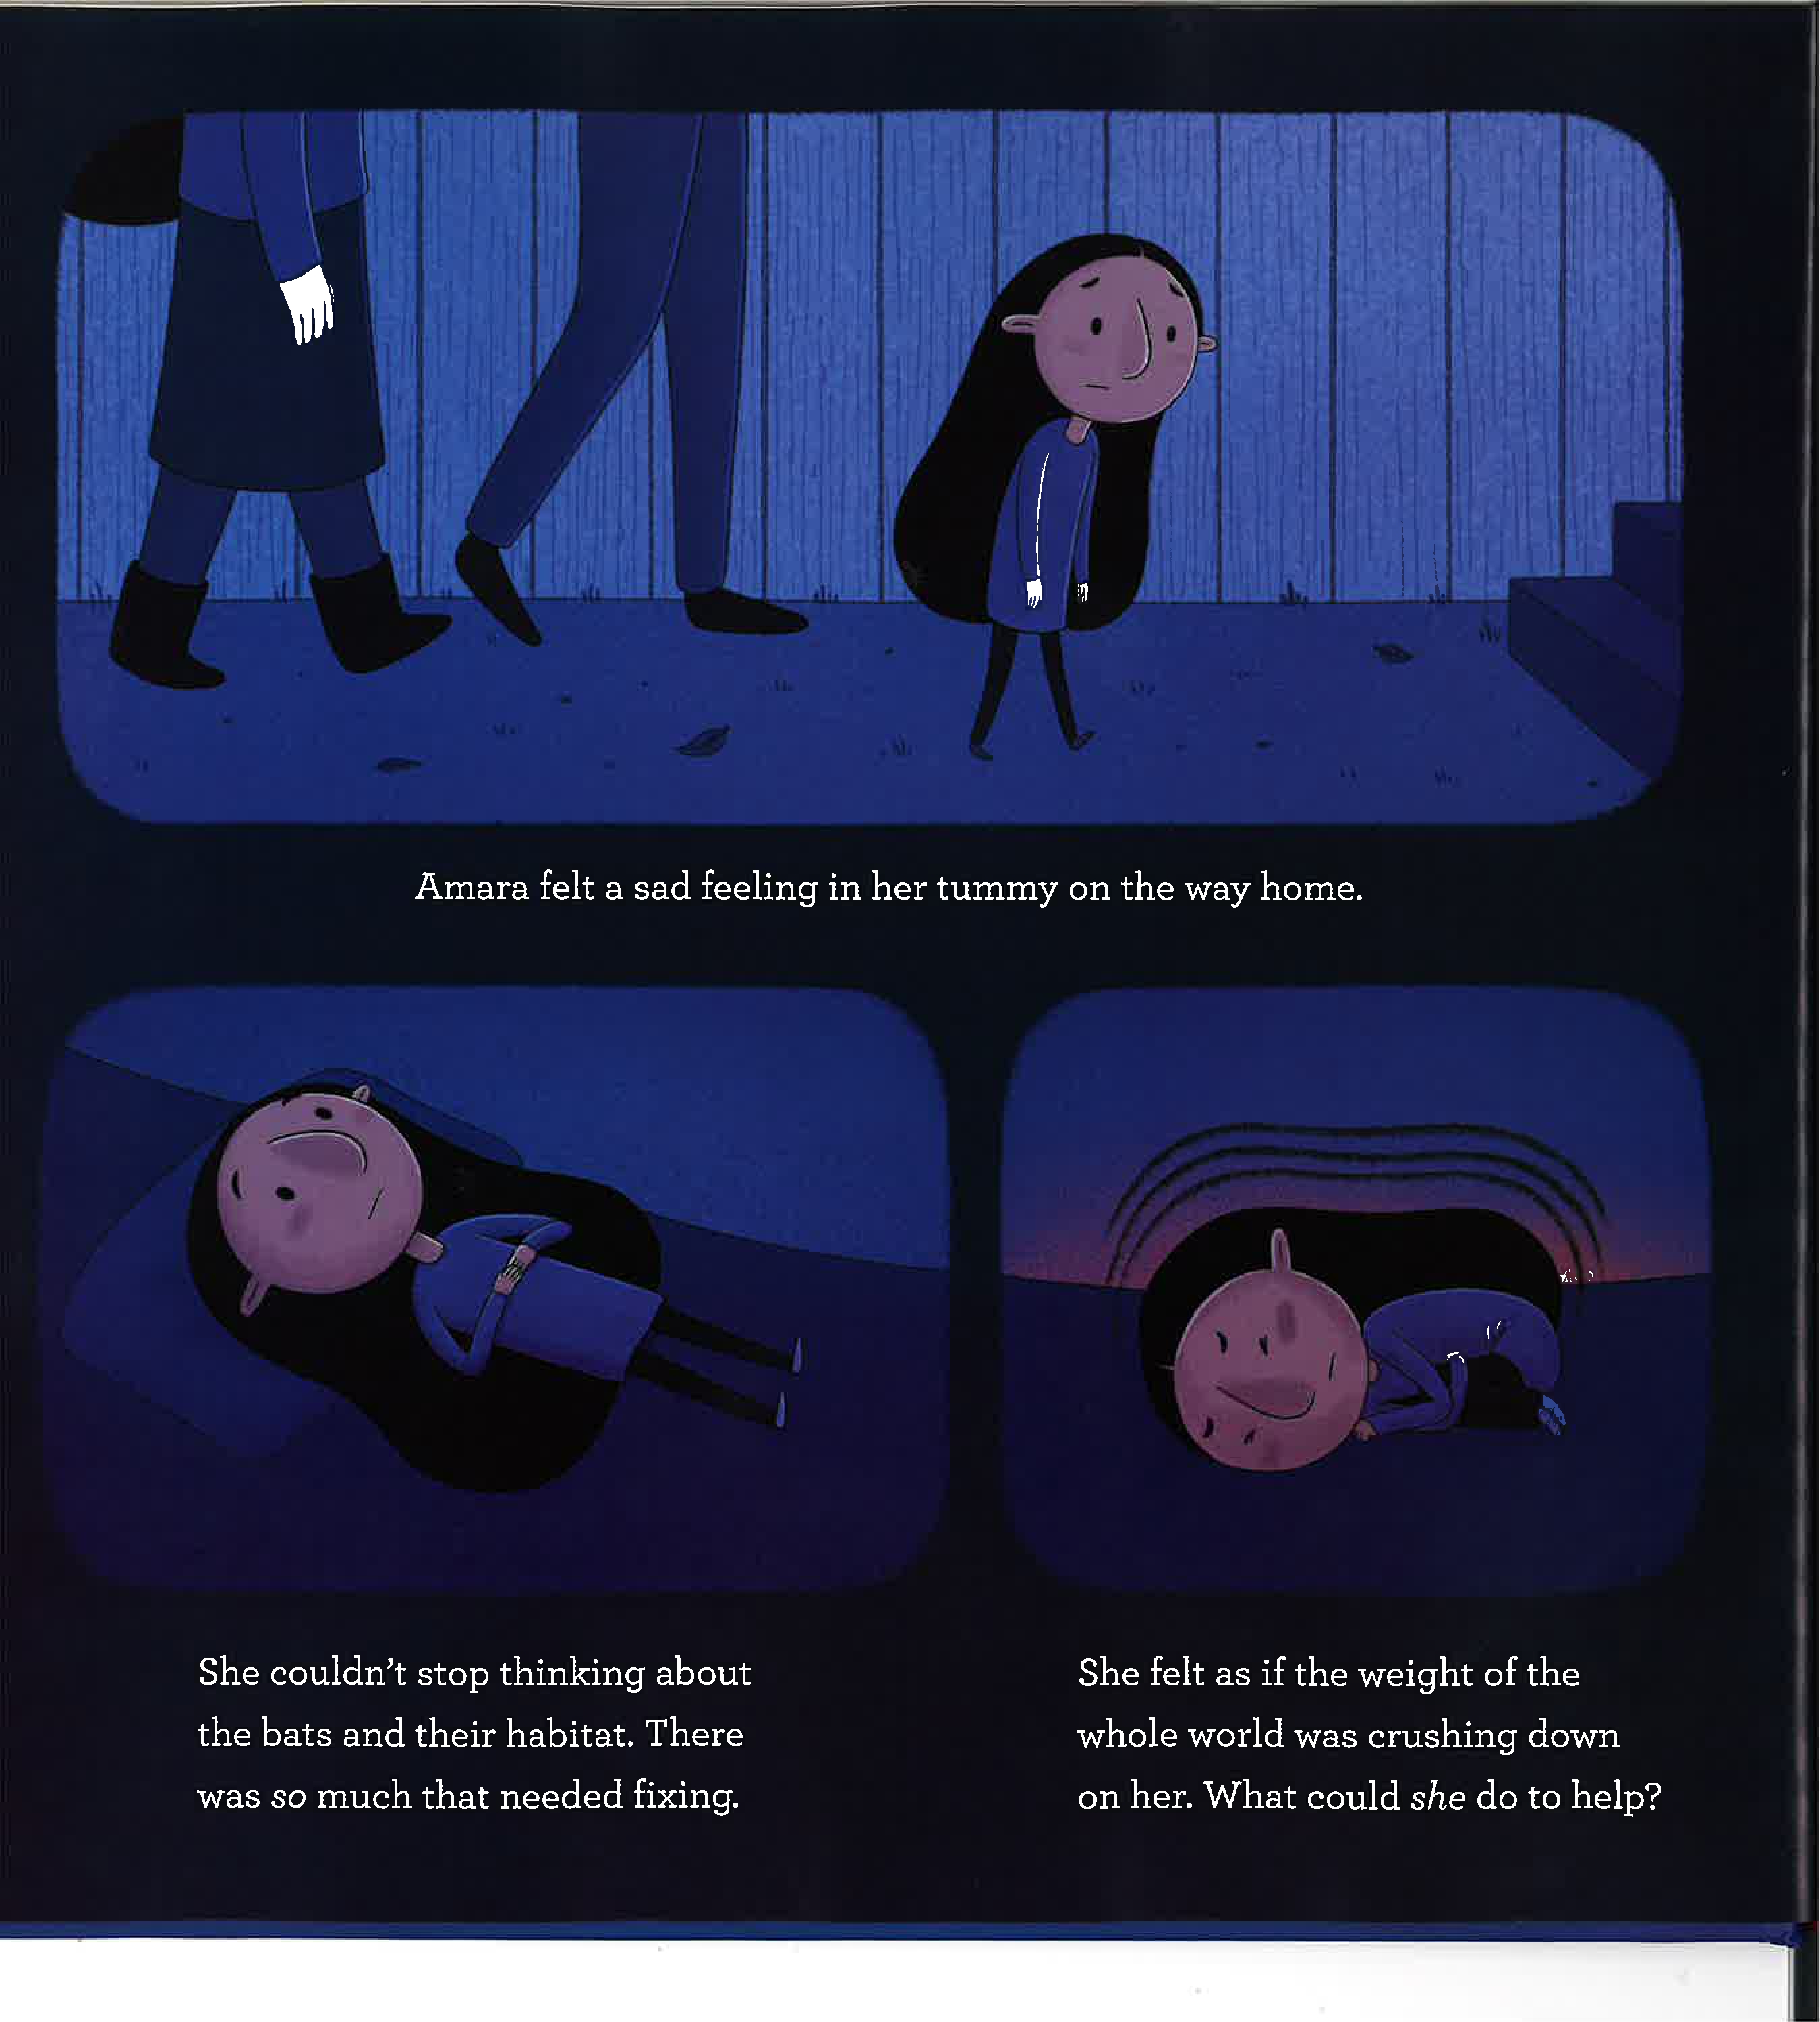 Amara felt a sad feeling in her tummy on the way home.
She couldn't stop thinking about
the bats and their habitat. There
was so much that needed fixing.
She felt as if the weight of the
whole world was crushing down
on her. What could she do to help?